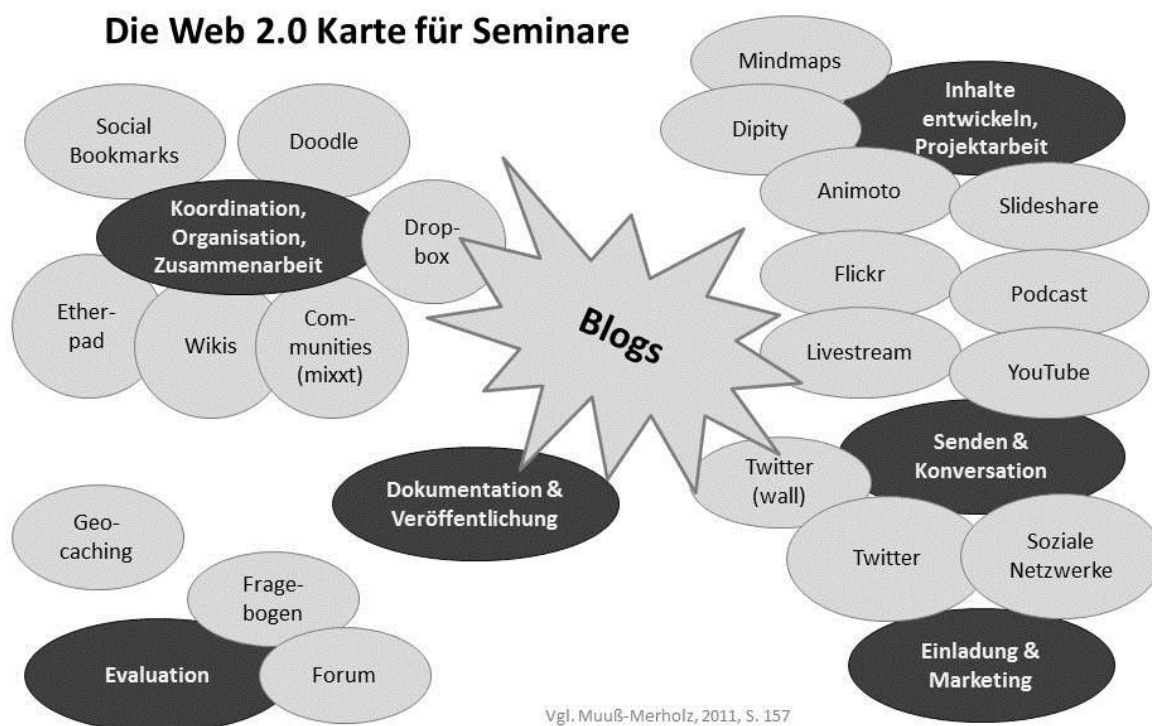 Die Web 2.0 Karte für Seminare
Social
Bookmarks
Doodle
Koordination,
Organisation,
Zusammenarbeit
Drop-
box
Ether-
pad
Wikis
Com-
munities
(mixxt)
Blogs
Mindmaps
Dipity
Inhalte
entwickeln,
Projektarbeit
Animoto
Slideshare
Flickr
Podcast
Livestream
YouTube
Senden &
Konversation
Twitter
(wall)
Twitter
Soziale
Netzwerke
Einladung &
Marketing
Dokumentation &
Veröffentlichung
Geo-
caching
Frage-
bogen
Evaluation
Forum
Vgl. Muuß-Merholz, 2011, S. 157